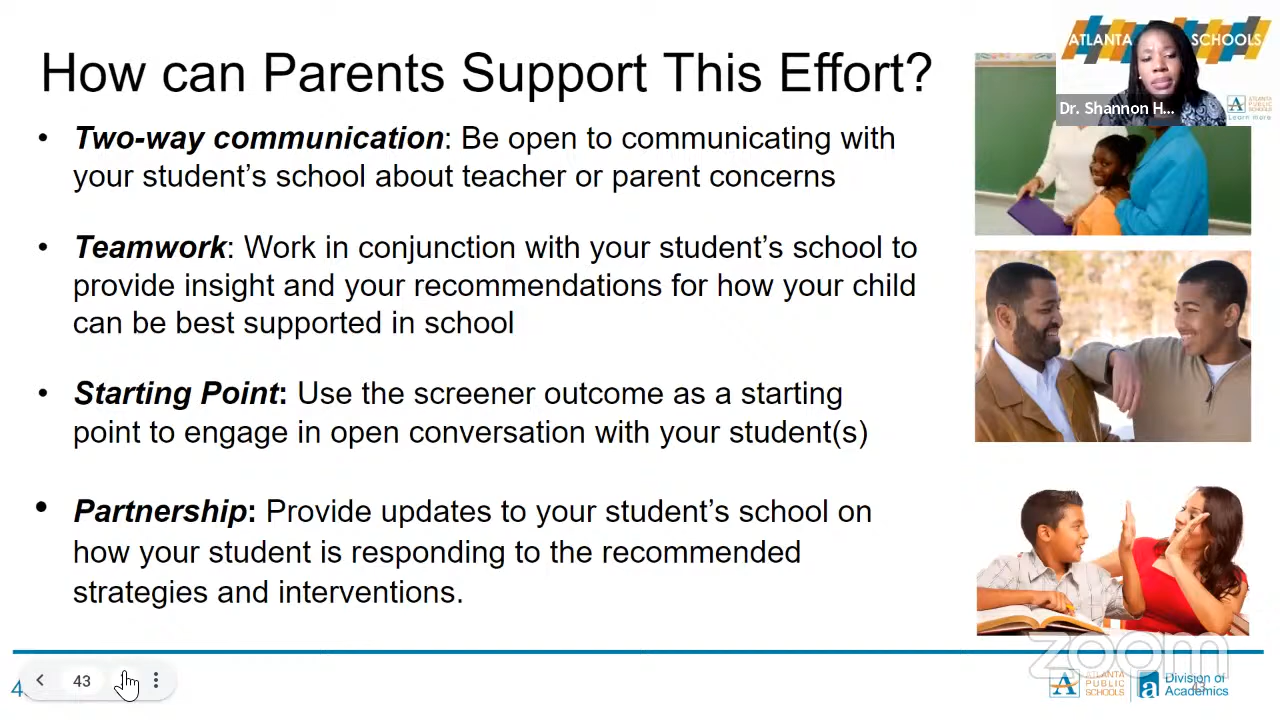 How can Parents Support This Effort?
• Two-way communication: Be open to communicating with
your student’s school about teacher or parent concerns
• Teamwork: Work in conjunction with your student’s school to
provide insight and your recommendations for how your child
can be best supported in school
• Starting Point: Use the screener outcome as a starting
point to engage in open conversation with your student(s)
• Partnership: Provide updates to your student’s school on
how your student is responding to the recommended
strategies and interventions.
ATLANTA SCHOOLS
Dr. Shannon H...
ATLANTA
PUBLIC
SCHOOLS
Learn more
43
zoom
ATLANTA
PUBLIC
SCHOOLS
Division of
Academics
43